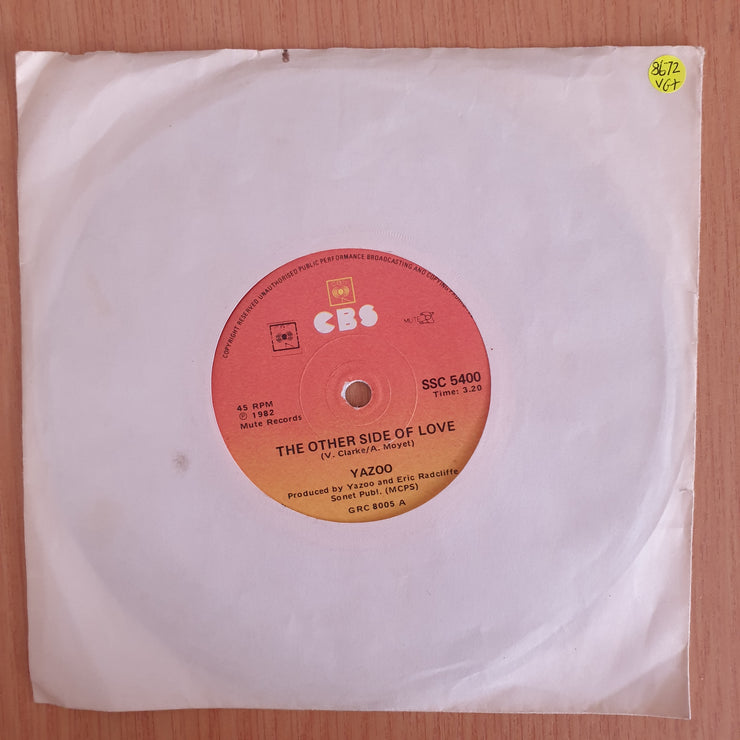 8672
VG+
COPYRIGHT RESERVED UNAUTHORISED PUBLIC PERFORMANCE BROADCASTING AND COPYING
CBS
MUTE
SSC 5400
Time: 3.20
45 RPM
℗ 1982
Mute Records
THE OTHER SIDE OF LOVE
(V. Clarke/A. Moyet)
YAZOO
Produced by Yazoo and Eric Radcliffe
Sonet Publ. (MCPS)
GRC 8005 A